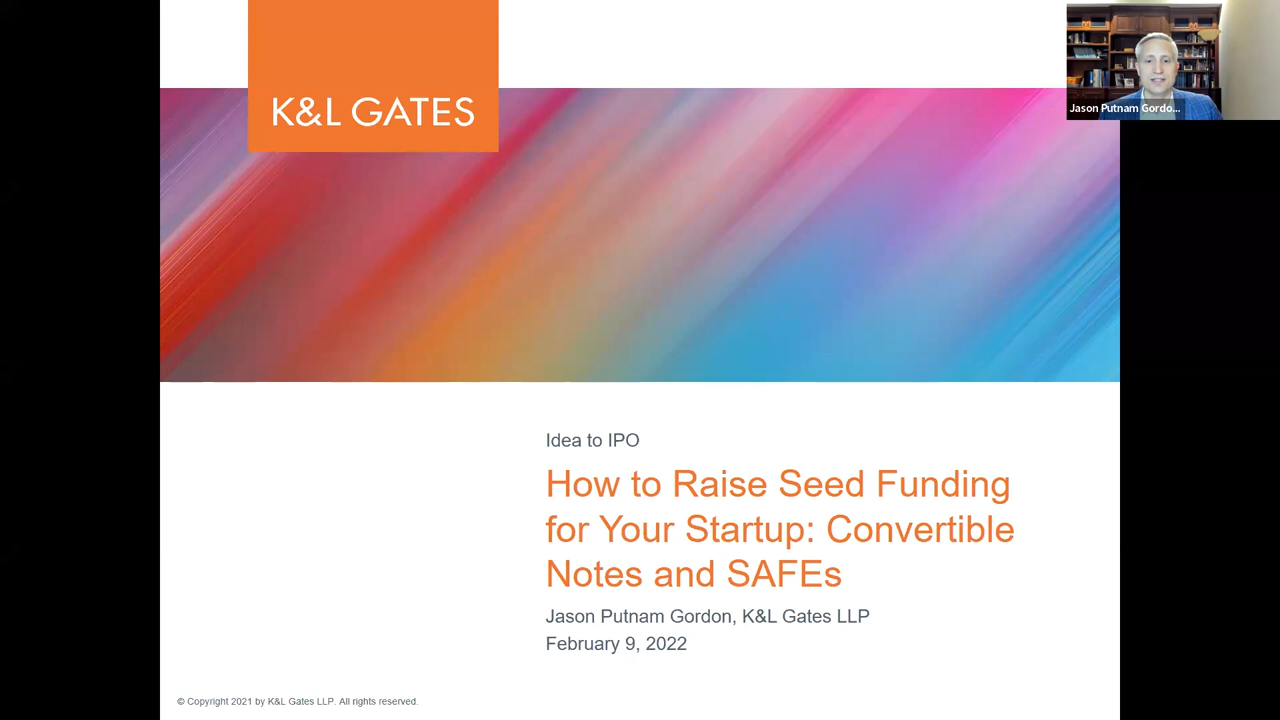 K&L GATES
Jason Putnam Gordo...
Idea to IPO
How to Raise Seed Funding
for Your Startup: Convertible
Notes and SAFEs
Jason Putnam Gordon, K&L Gates LLP
February 9, 2022
© Copyright 2021 by K&L Gates LLP. All rights reserved.